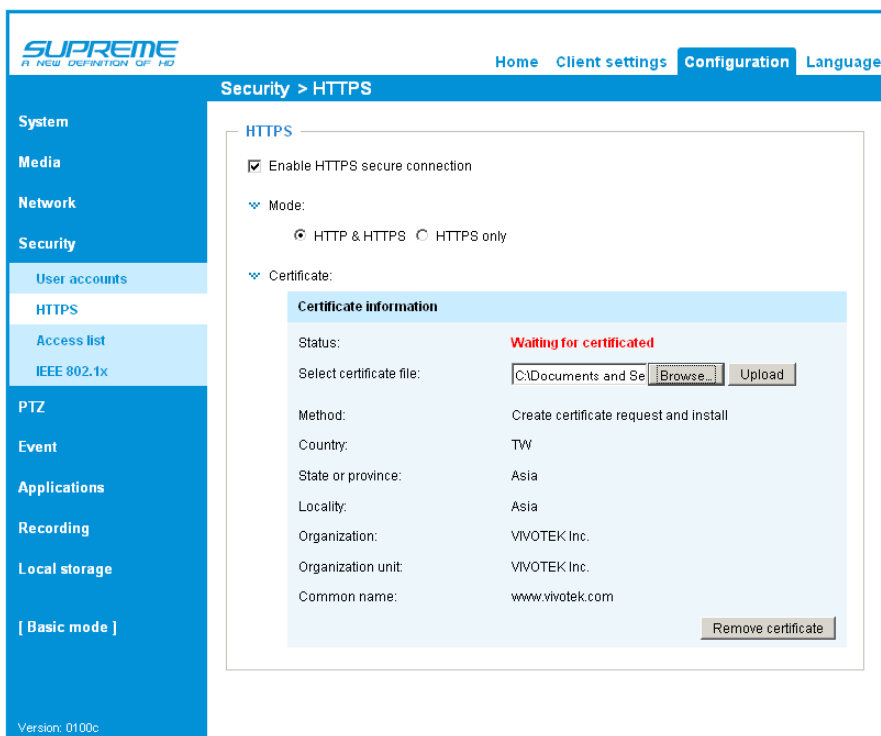 SUPREME
A NEW DEFINITION OF HD
Home Client settings Configuration Language
Security > HTTPS
System
Media
Network
Security
User accounts
HTTPS
Access list
IEEE 802.1x
PTZ
Event
Applications
Recording
Local storage
[ Basic mode ]
Version: 0100c
HTTPS
Enable HTTPS secure connection
Mode:
HTTP & HTTPS HTTPS only
Certificate:
Certificate information
Status: Waiting for certificated
Select certificate file: C:\Documents and Se Browse... Upload
Method: Create certificate request and install
Country: TW
State or province: Asia
Locality: Asia
Organization: VIVOTEK Inc.
Organization unit: VIVOTEK Inc.
Common name: www.vivotek.com
Remove certificate